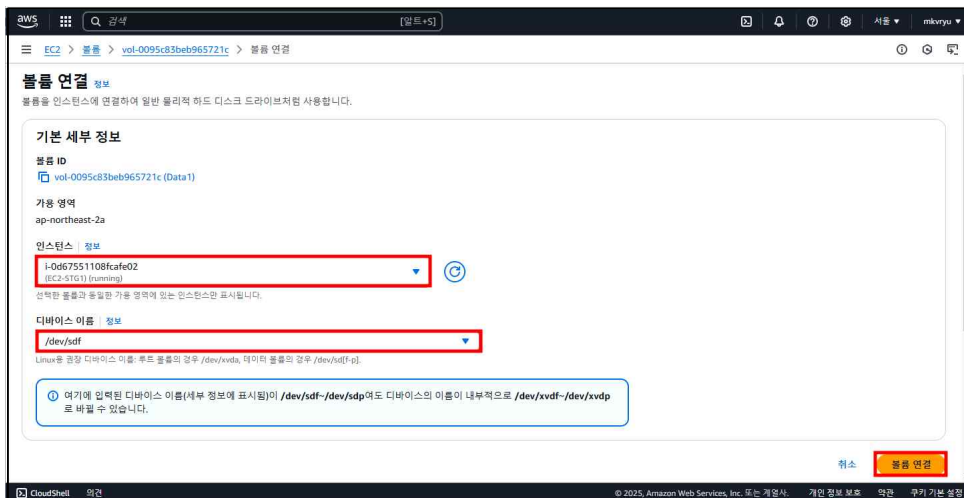 aws 검색 [알트+S] 서울 ▼ mkvryu ▼
EC2 > 볼륨 > vol-0095c83beb965721c > 볼륨 연결
볼륨 연결 정보
볼륨을 인스턴스에 연결하여 일반 물리적 하드 디스크 드라이브처럼 사용합니다.
기본 세부 정보
볼륨 ID
vol-0095c83beb965721c (Data1)
가용 영역
ap-northeast-2a
인스턴스 | 정보
i-0d67551108fcafe02
(EC2-STG1) (running)
선택한 볼륨과 동일한 가용 영역에 있는 인스턴스만 표시됩니다.
디바이스 이름 | 정보
/dev/sdf
Linux용 권장 디바이스 이름: 루트 볼륨의 경우 /dev/xvda, 데이터 볼륨의 경우 /dev/sd[f-p].
여기에 입력된 디바이스 이름(세부 정보에 표시됨)이 /dev/sdf~/dev/sdp여도 디바이스의 이름이 내부적으로 /dev/xvdf~/dev/xvdp
로 바뀔 수 있습니다.
취소 볼륨 연결
CloudShell 의견 © 2025, Amazon Web Services, Inc. 또는 계열사. 개인 정보 보호 약관 쿠키 기본 설정